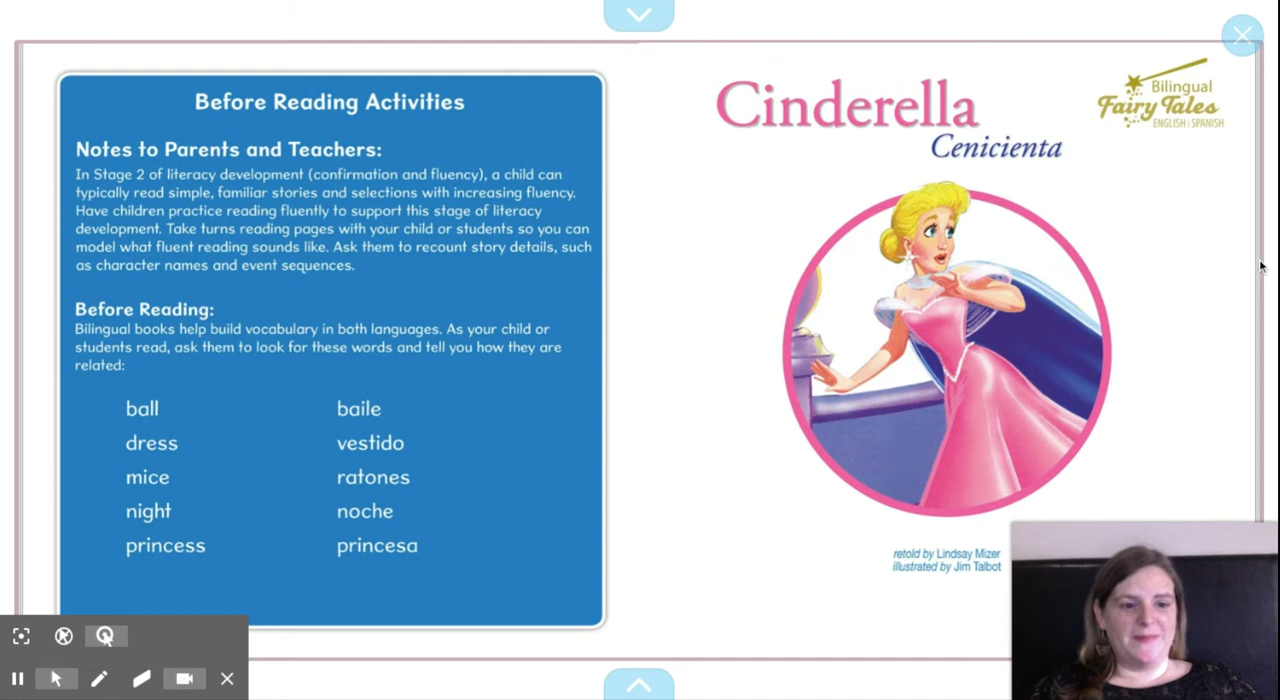 Before Reading Activities
Notes to Parents and Teachers:
In Stage 2 of literacy development (confirmation and fluency), a child can
typically read simple, familiar stories and selections with increasing fluency.
Have children practice reading fluently to support this stage of literacy
development. Take turns reading pages with your child or students so you can
model what fluent reading sounds like. Ask them to recount story details, such
as character names and event sequences.
Before Reading:
Bilingual books help build vocabulary in both languages. As your child or
students read, ask them to look for these words and tell you how they are
related:
ball baile
dress vestido
mice ratones
night noche
princess princesa
Cinderella
Cenicienta
Bilingual
Fairy Tales
ENGLISH | SPANISH
retold by Lindsay Mizer
illustrated by Jim Talbot